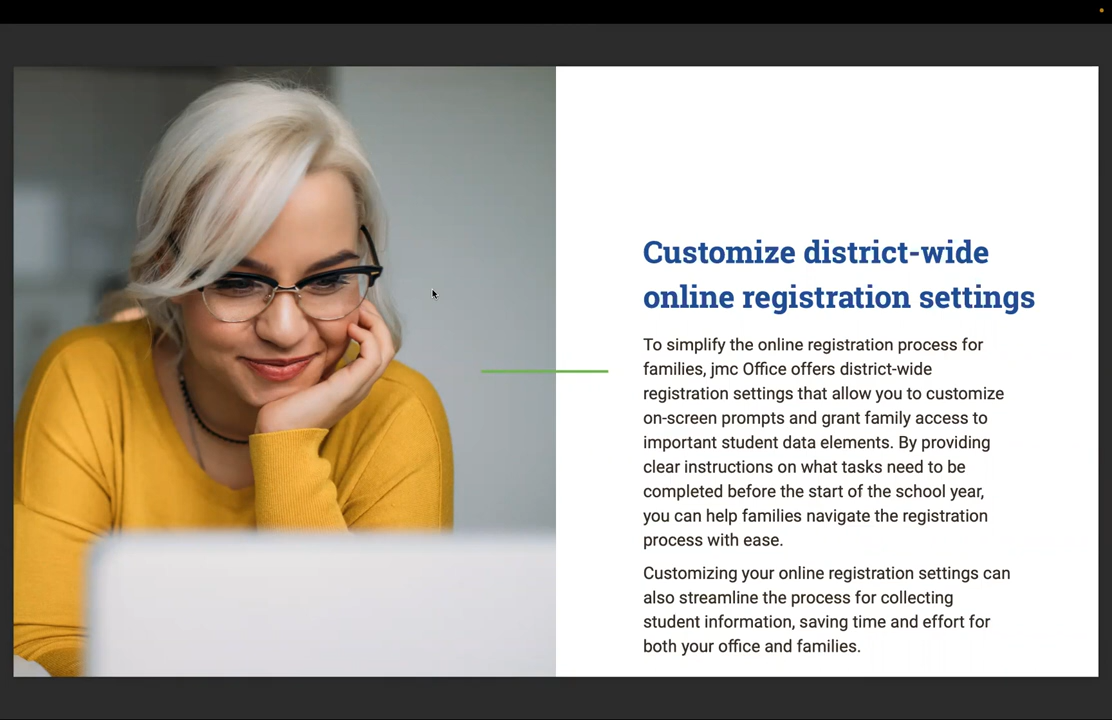 Customize district-wide
online registration settings
To simplify the online registration process for
families, jmc Office offers district-wide
registration settings that allow you to customize
on-screen prompts and grant family access to
important student data elements. By providing
clear instructions on what tasks need to be
completed before the start of the school year,
you can help families navigate the registration
process with ease.
Customizing your online registration settings can
also streamline the process for collecting
student information, saving time and effort for
both your office and families.